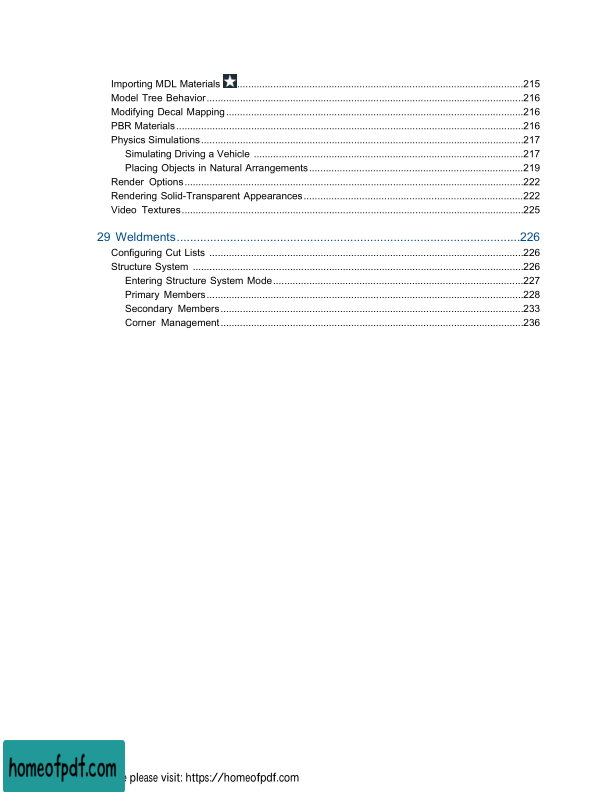 Importing MDL Materials ..........215
Model Tree Behavior..........216
Modifying Decal Mapping..........216
PBR Materials..........216
Physics Simulations..........217
Simulating Driving a Vehicle ..........217
Placing Objects in Natural Arrangements..........219
Render Options..........222
Rendering Solid-Transparent Appearances..........222
Video Textures..........225
29 Weldments..........226
Configuring Cut Lists ..........226
Structure System ..........226
Entering Structure System Mode..........227
Primary Members..........228
Secondary Members..........233
Corner Management..........236
homeofpdf.com
please visit: https://homeofpdf.com